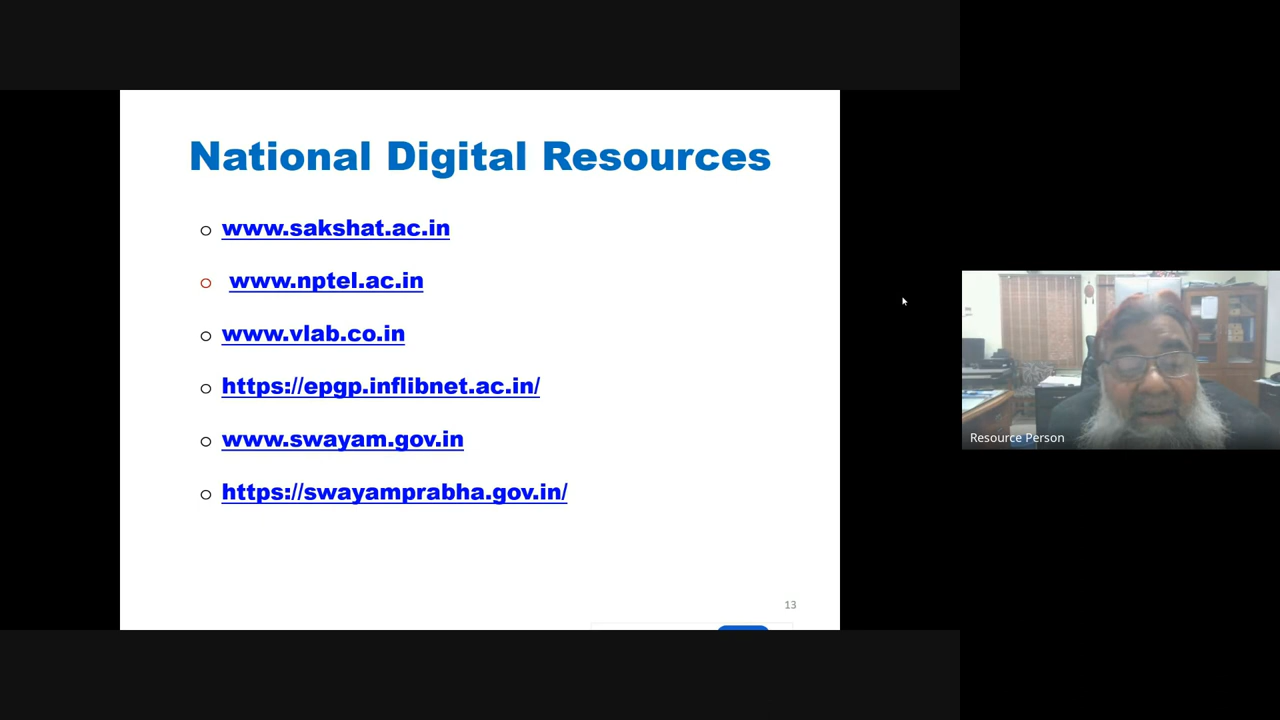 National Digital Resources
www.sakshat.ac.in
www.nptel.ac.in
www.vlab.co.in
https://epgp.inflibnet.ac.in/
www.swayam.gov.in
https://swayamprabha.gov.in/
13
Resource Person